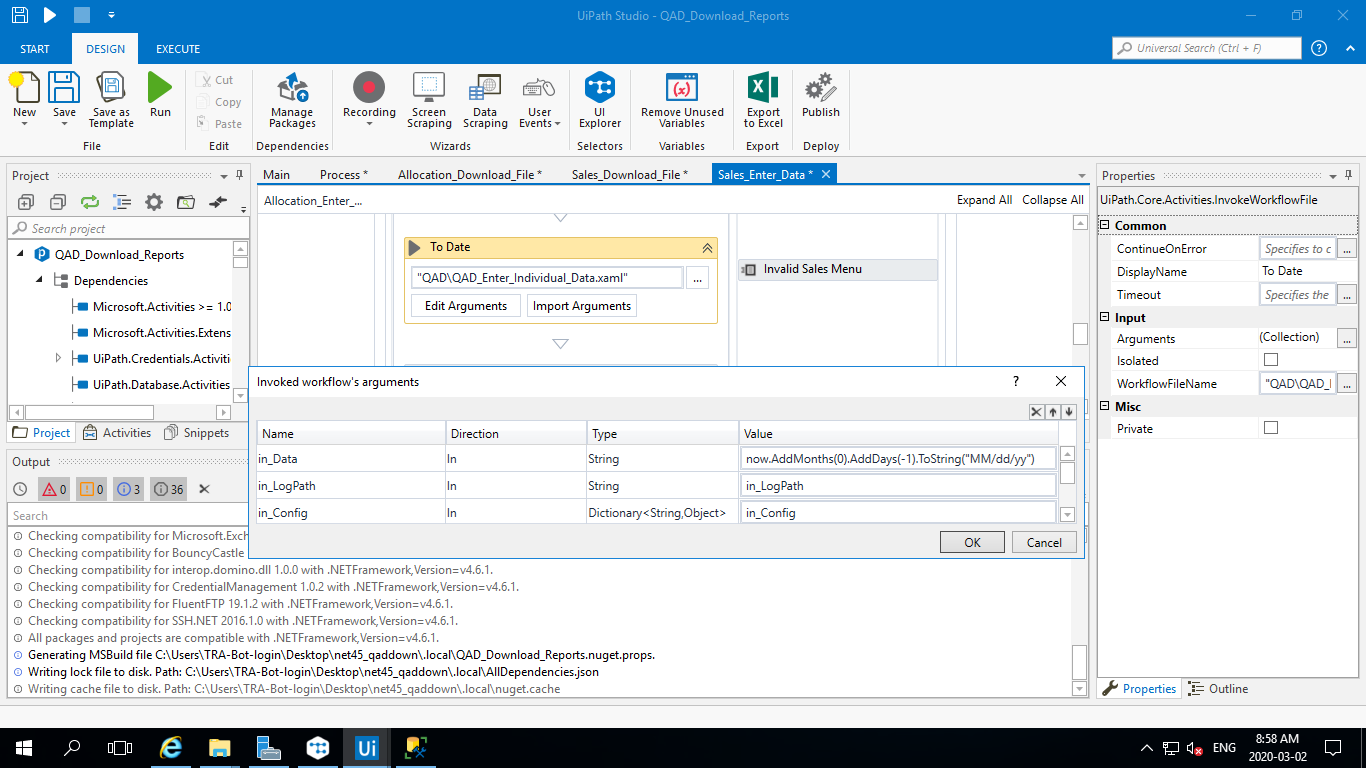 UiPath Studio - QAD_Download_Reports
START DESIGN EXECUTE
Universal Search (Ctrl + F)
New
Save
Save as Template
Run
Cut
Copy
Paste
Manage Packages
Recording
Screen Scraping
Data Scraping
User Events
UI Explorer
Remove Unused Variables
Export to Excel
Publish
File
Edit
Dependencies
Wizards
Selectors
Variables
Export
Deploy
Project
Search project
QAD_Download_Reports
Dependencies
Microsoft.Activities >= 1.0
Microsoft.Activities.Extens
UiPath.Credentials.Activiti
UiPath.Database.Activities
Project Activities Snippets
Main Process * Allocation_Download_File * Sales_Download_File * Sales_Enter_Data *
Allocation_Enter_...
Expand All Collapse All
To Date
"QAD\QAD_Enter_Individual_Data.xaml"
...
Edit Arguments Import Arguments
Invalid Sales Menu
Invoked workflow's arguments
?
Name Direction Type Value
in_Data In String now.AddMonths(0).AddDays(-1).ToString("MM/dd/yy")
in_LogPath In String in_LogPath
in_Config In Dictionary<String,Object> in_Config
OK Cancel
Properties
UiPath.Core.Activities.InvokeWorkflowFile
Common
ContinueOnError Specifies to c ...
DisplayName To Date
Timeout Specifies the ...
Input
Arguments (Collection) ...
Isolated
WorkflowFileName "QAD\QAD_I ...
Misc
Private
Properties Outline
Output
0 0 3 36
Search
Checking compatibility for Microsoft.Exch
Checking compatibility for BouncyCastle
Checking compatibility for interop.domino.dll 1.0.0 with .NETFramework,Version=v4.6.1.
Checking compatibility for CredentialManagement 1.0.2 with .NETFramework,Version=v4.6.1.
Checking compatibility for FluentFTP 19.1.2 with .NETFramework,Version=v4.6.1.
Checking compatibility for SSH.NET 2016.1.0 with .NETFramework,Version=v4.6.1.
All packages and projects are compatible with .NETFramework,Version=v4.6.1.
Generating MSBuild file C:\Users\TRA-Bot-login\Desktop\net45_qaddown\.local\QAD_Download_Reports.nuget.props.
Writing lock file to disk. Path: C:\Users\TRA-Bot-login\Desktop\net45_qaddown\.local\AllDependencies.json
Writing cache file to disk. Path: C:\Users\TRA-Bot-login\Desktop\net45_qaddown\.local\nuget.cache
Ui
ENG
8:58 AM
2020-03-02